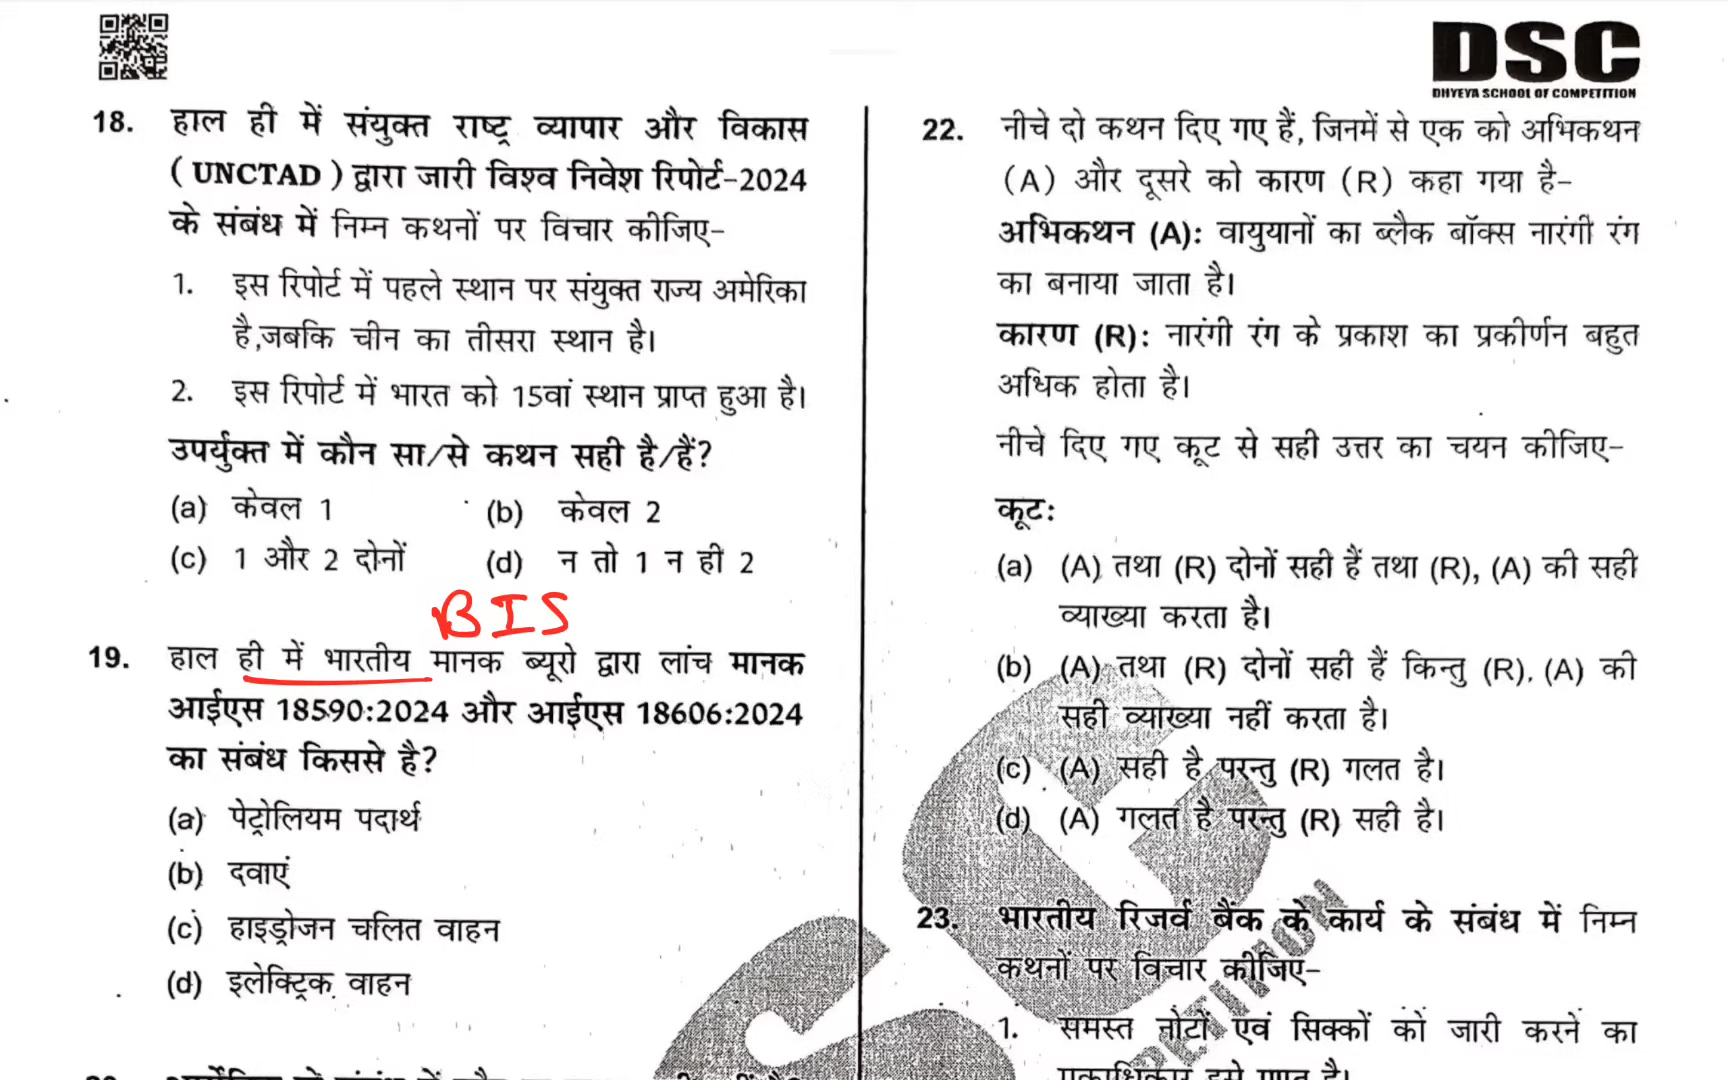 DSC
DHYEYA SCHOOL OF COMPETITION
18. हाल ही में संयुक्त राष्ट्र व्यापार और विकास
( UNCTAD ) द्वारा जारी विश्व निवेश रिपोर्ट-2024
के संबंध में निम्न कथनों पर विचार कीजिए-
1. इस रिपोर्ट में पहले स्थान पर संयुक्त राज्य अमेरिका
है,जबकि चीन का तीसरा स्थान है।
2. इस रिपोर्ट में भारत को 15वां स्थान प्राप्त हुआ है।
उपर्युक्त में कौन सा/से कथन सही है/हैं?
(a) केवल 1 (b) केवल 2
(c) 1 और 2 दोनों (d) न तो 1 न ही 2
BIS
19. हाल ही में भारतीय मानक ब्यूरो द्वारा लांच मानक
आईएस 18590:2024 और आईएस 18606:2024
का संबंध किससे है?
(a) पेट्रोलियम पदार्थ
(b) दवाएं
(c) हाइड्रोजन चलित वाहन
(d) इलेक्ट्रिक वाहन
22. नीचे दो कथन दिए गए हैं, जिनमें से एक को अभिकथन
(A) और दूसरे को कारण (R) कहा गया है-
अभिकथन (A): वायुयानों का ब्लैक बॉक्स नारंगी रंग
का बनाया जाता है।
कारण (R): नारंगी रंग के प्रकाश का प्रकीर्णन बहुत
अधिक होता है।
नीचे दिए गए कूट से सही उत्तर का चयन कीजिए-
कूट:
(a) (A) तथा (R) दोनों सही हैं तथा (R), (A) की सही
व्याख्या करता है।
(b) (A) तथा (R) दोनों सही हैं किन्तु (R), (A) की
सही व्याख्या नहीं करता है।
(c) (A) सही है परन्तु (R) गलत है।
(d) (A) गलत है परन्तु (R) सही है।
23. भारतीय रिजर्व बैंक के कार्य के संबंध में निम्न
कथनों पर विचार कीजिए-
1. समस्त नोटों एवं सिक्कों को जारी करने का